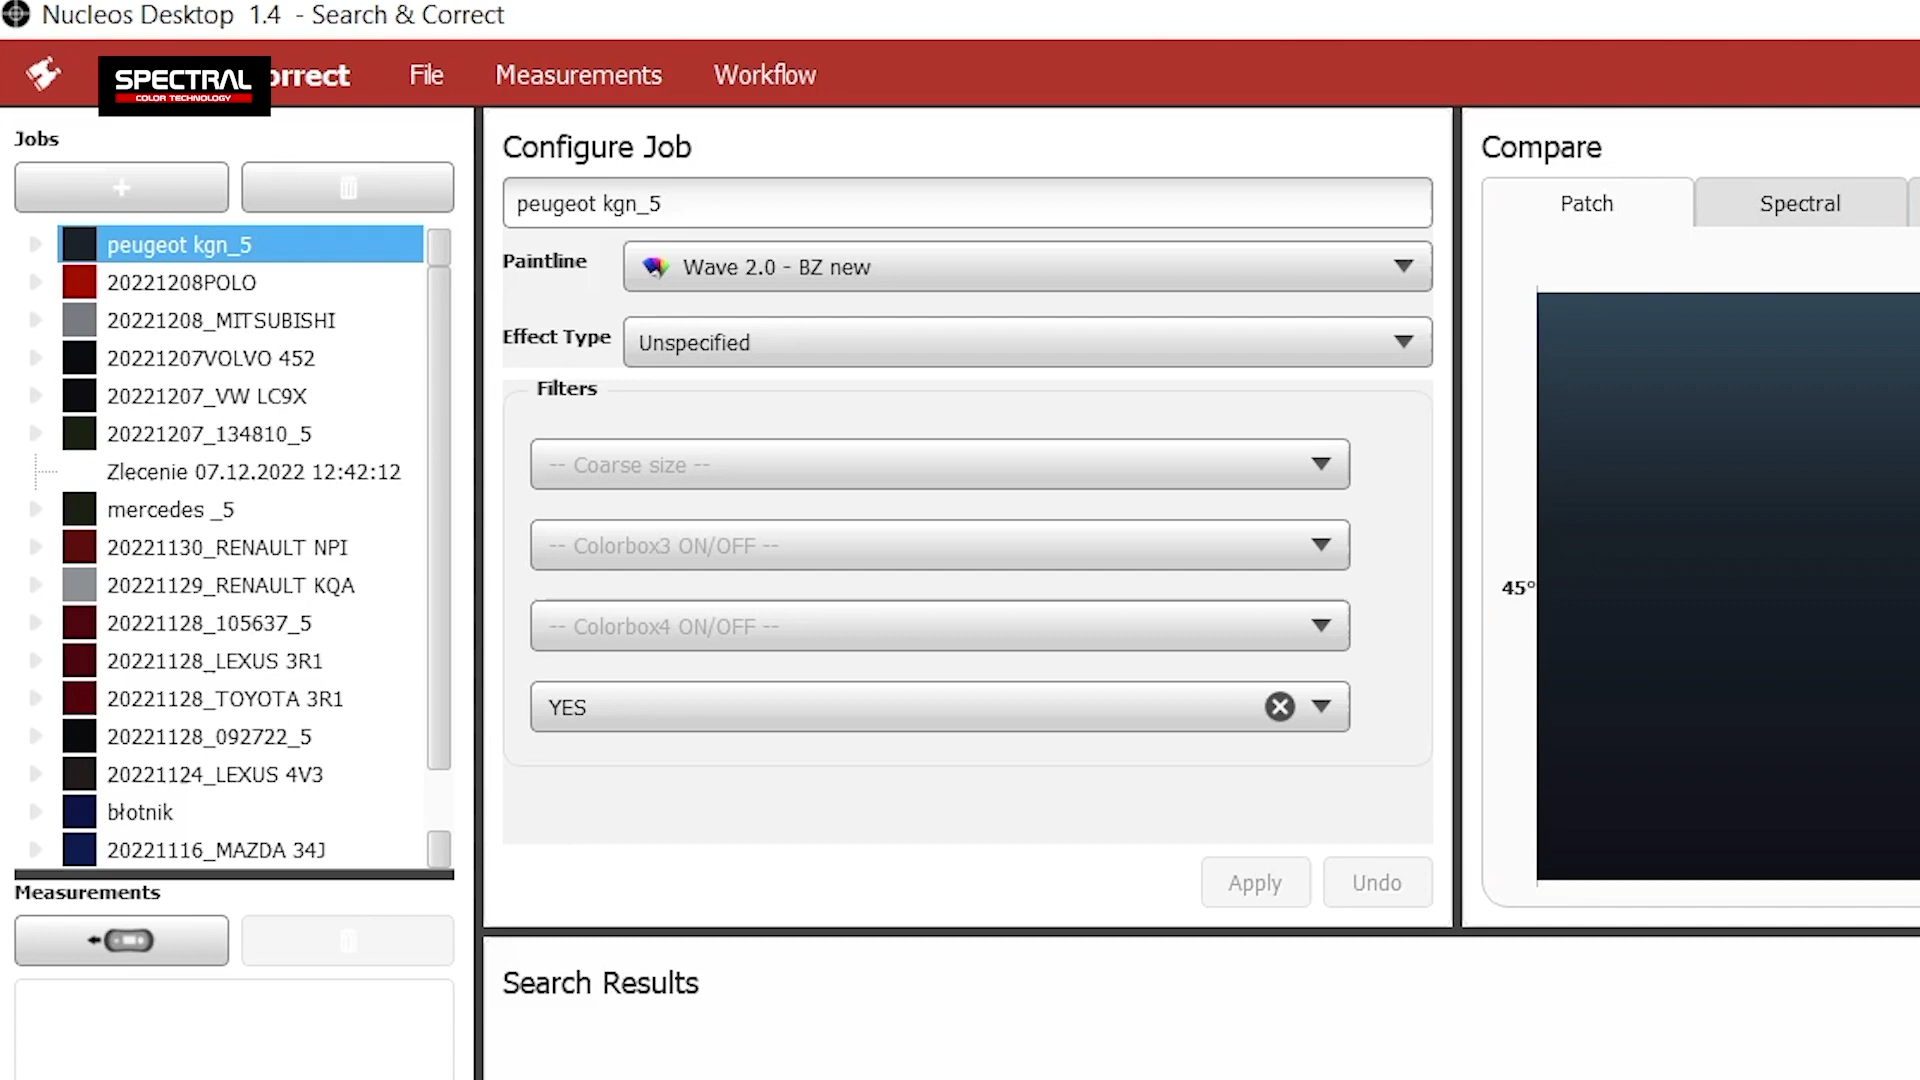 Nucleos Desktop 1.4 - Search & Correct
SPECTRAL
COLOR TECHNOLOGY
orrect
File
Measurements
Workflow
Jobs
peugeot kgn_5
20221208POLO
20221208_MITSUBISHI
20221207VOLVO 452
20221207_VW LC9X
20221207_134810_5
Zlecenie 07.12.2022 12:42:12
mercedes _5
20221130_RENAULT NPI
20221129_RENAULT KQA
20221128_105637_5
20221128_LEXUS 3R1
20221128_TOYOTA 3R1
20221128_092722_5
20221124_LEXUS 4V3
błotnik
20221116_MAZDA 34J
Measurements
Configure Job
peugeot kgn_5
Paintline
Wave 2.0 - BZ new
Effect Type
Unspecified
Filters
-- Coarse size --
-- Colorbox3 ON/OFF --
-- Colorbox4 ON/OFF --
YES
Apply
Undo
Search Results
Compare
Patch
Spectral
45°